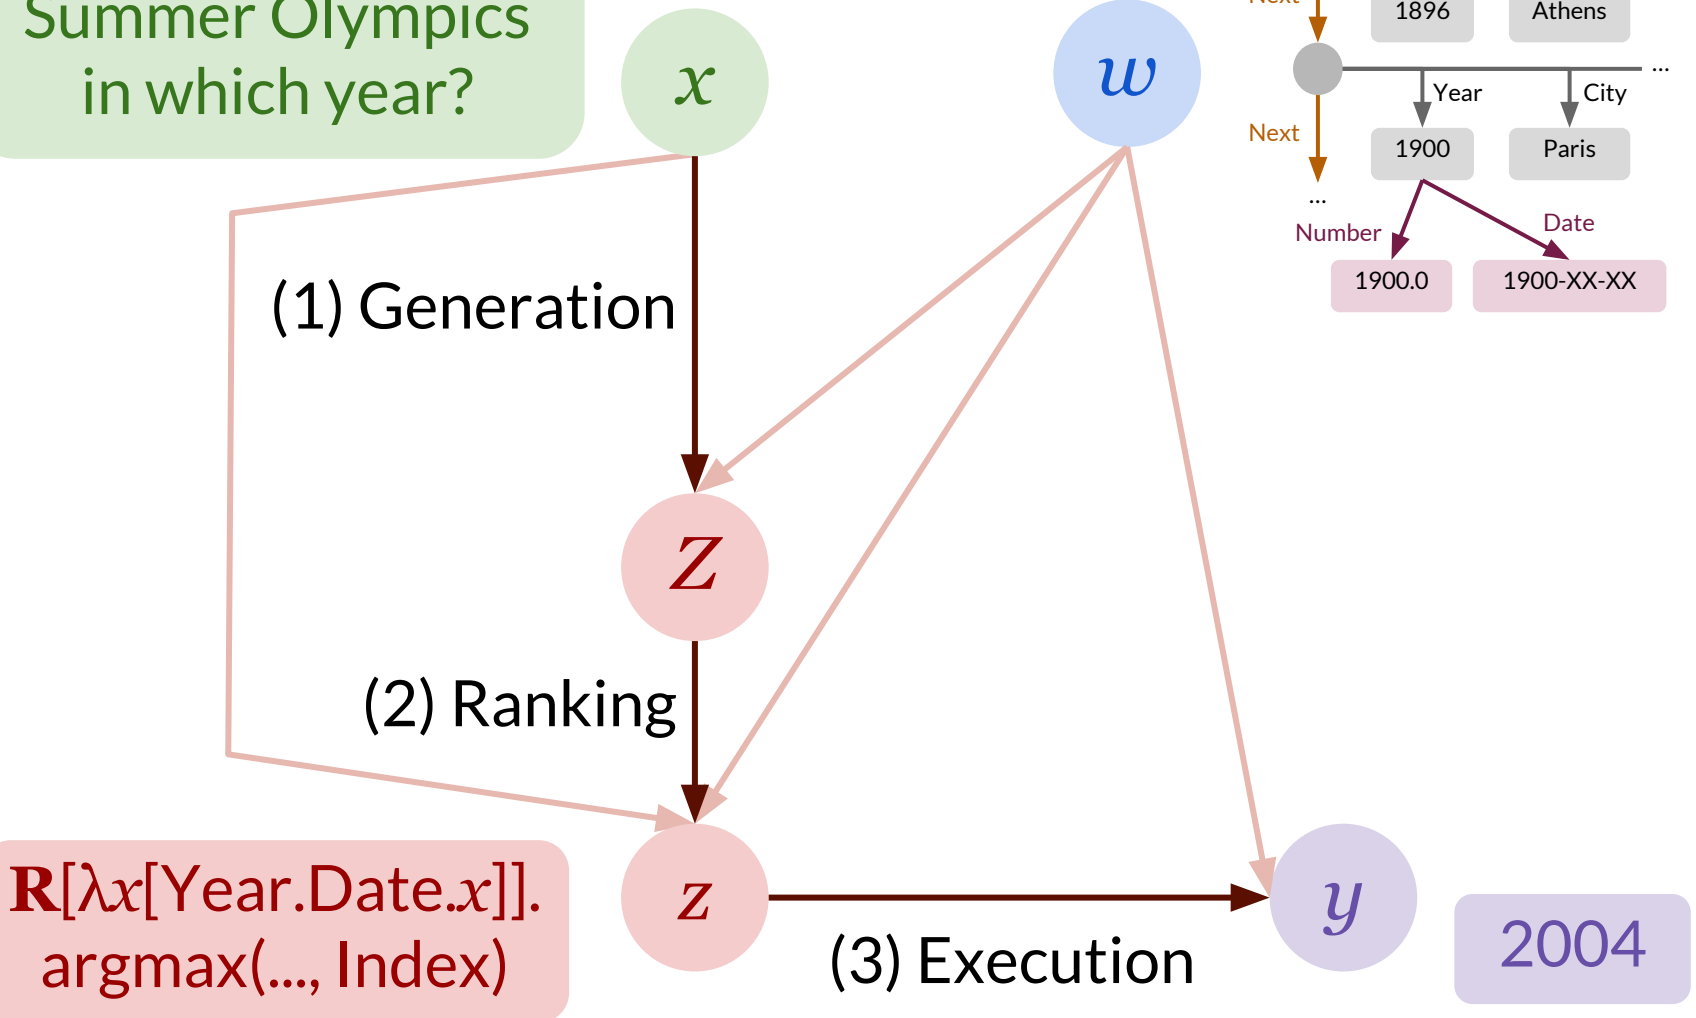 Summer Olympics
in which year?
x
w
Next
1896
Athens
...
Year
City
Next
1900
Paris
...
Number
Date
1900.0
1900-XX-XX
(1) Generation
Z
(2) Ranking
R[λx[Year.Date.x]].
argmax(..., Index)
z
(3) Execution
y
2004